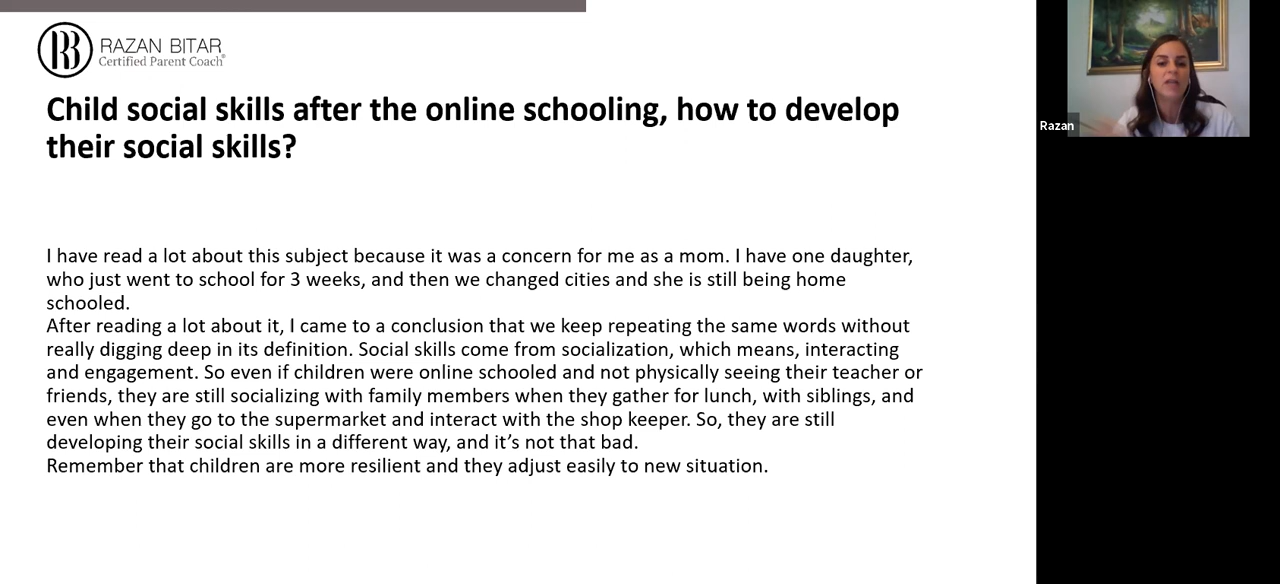 RAZAN BITAR
Certified Parent Coach®
Child social skills after the online schooling, how to develop
their social skills?
I have read a lot about this subject because it was a concern for me as a mom. I have one daughter,
who just went to school for 3 weeks, and then we changed cities and she is still being home
schooled.
After reading a lot about it, I came to a conclusion that we keep repeating the same words without
really digging deep in its definition. Social skills come from socialization, which means, interacting
and engagement. So even if children were online schooled and not physically seeing their teacher or
friends, they are still socializing with family members when they gather for lunch, with siblings, and
even when they go to the supermarket and interact with the shop keeper. So, they are still
developing their social skills in a different way, and it’s not that bad.
Remember that children are more resilient and they adjust easily to new situation.
Razan